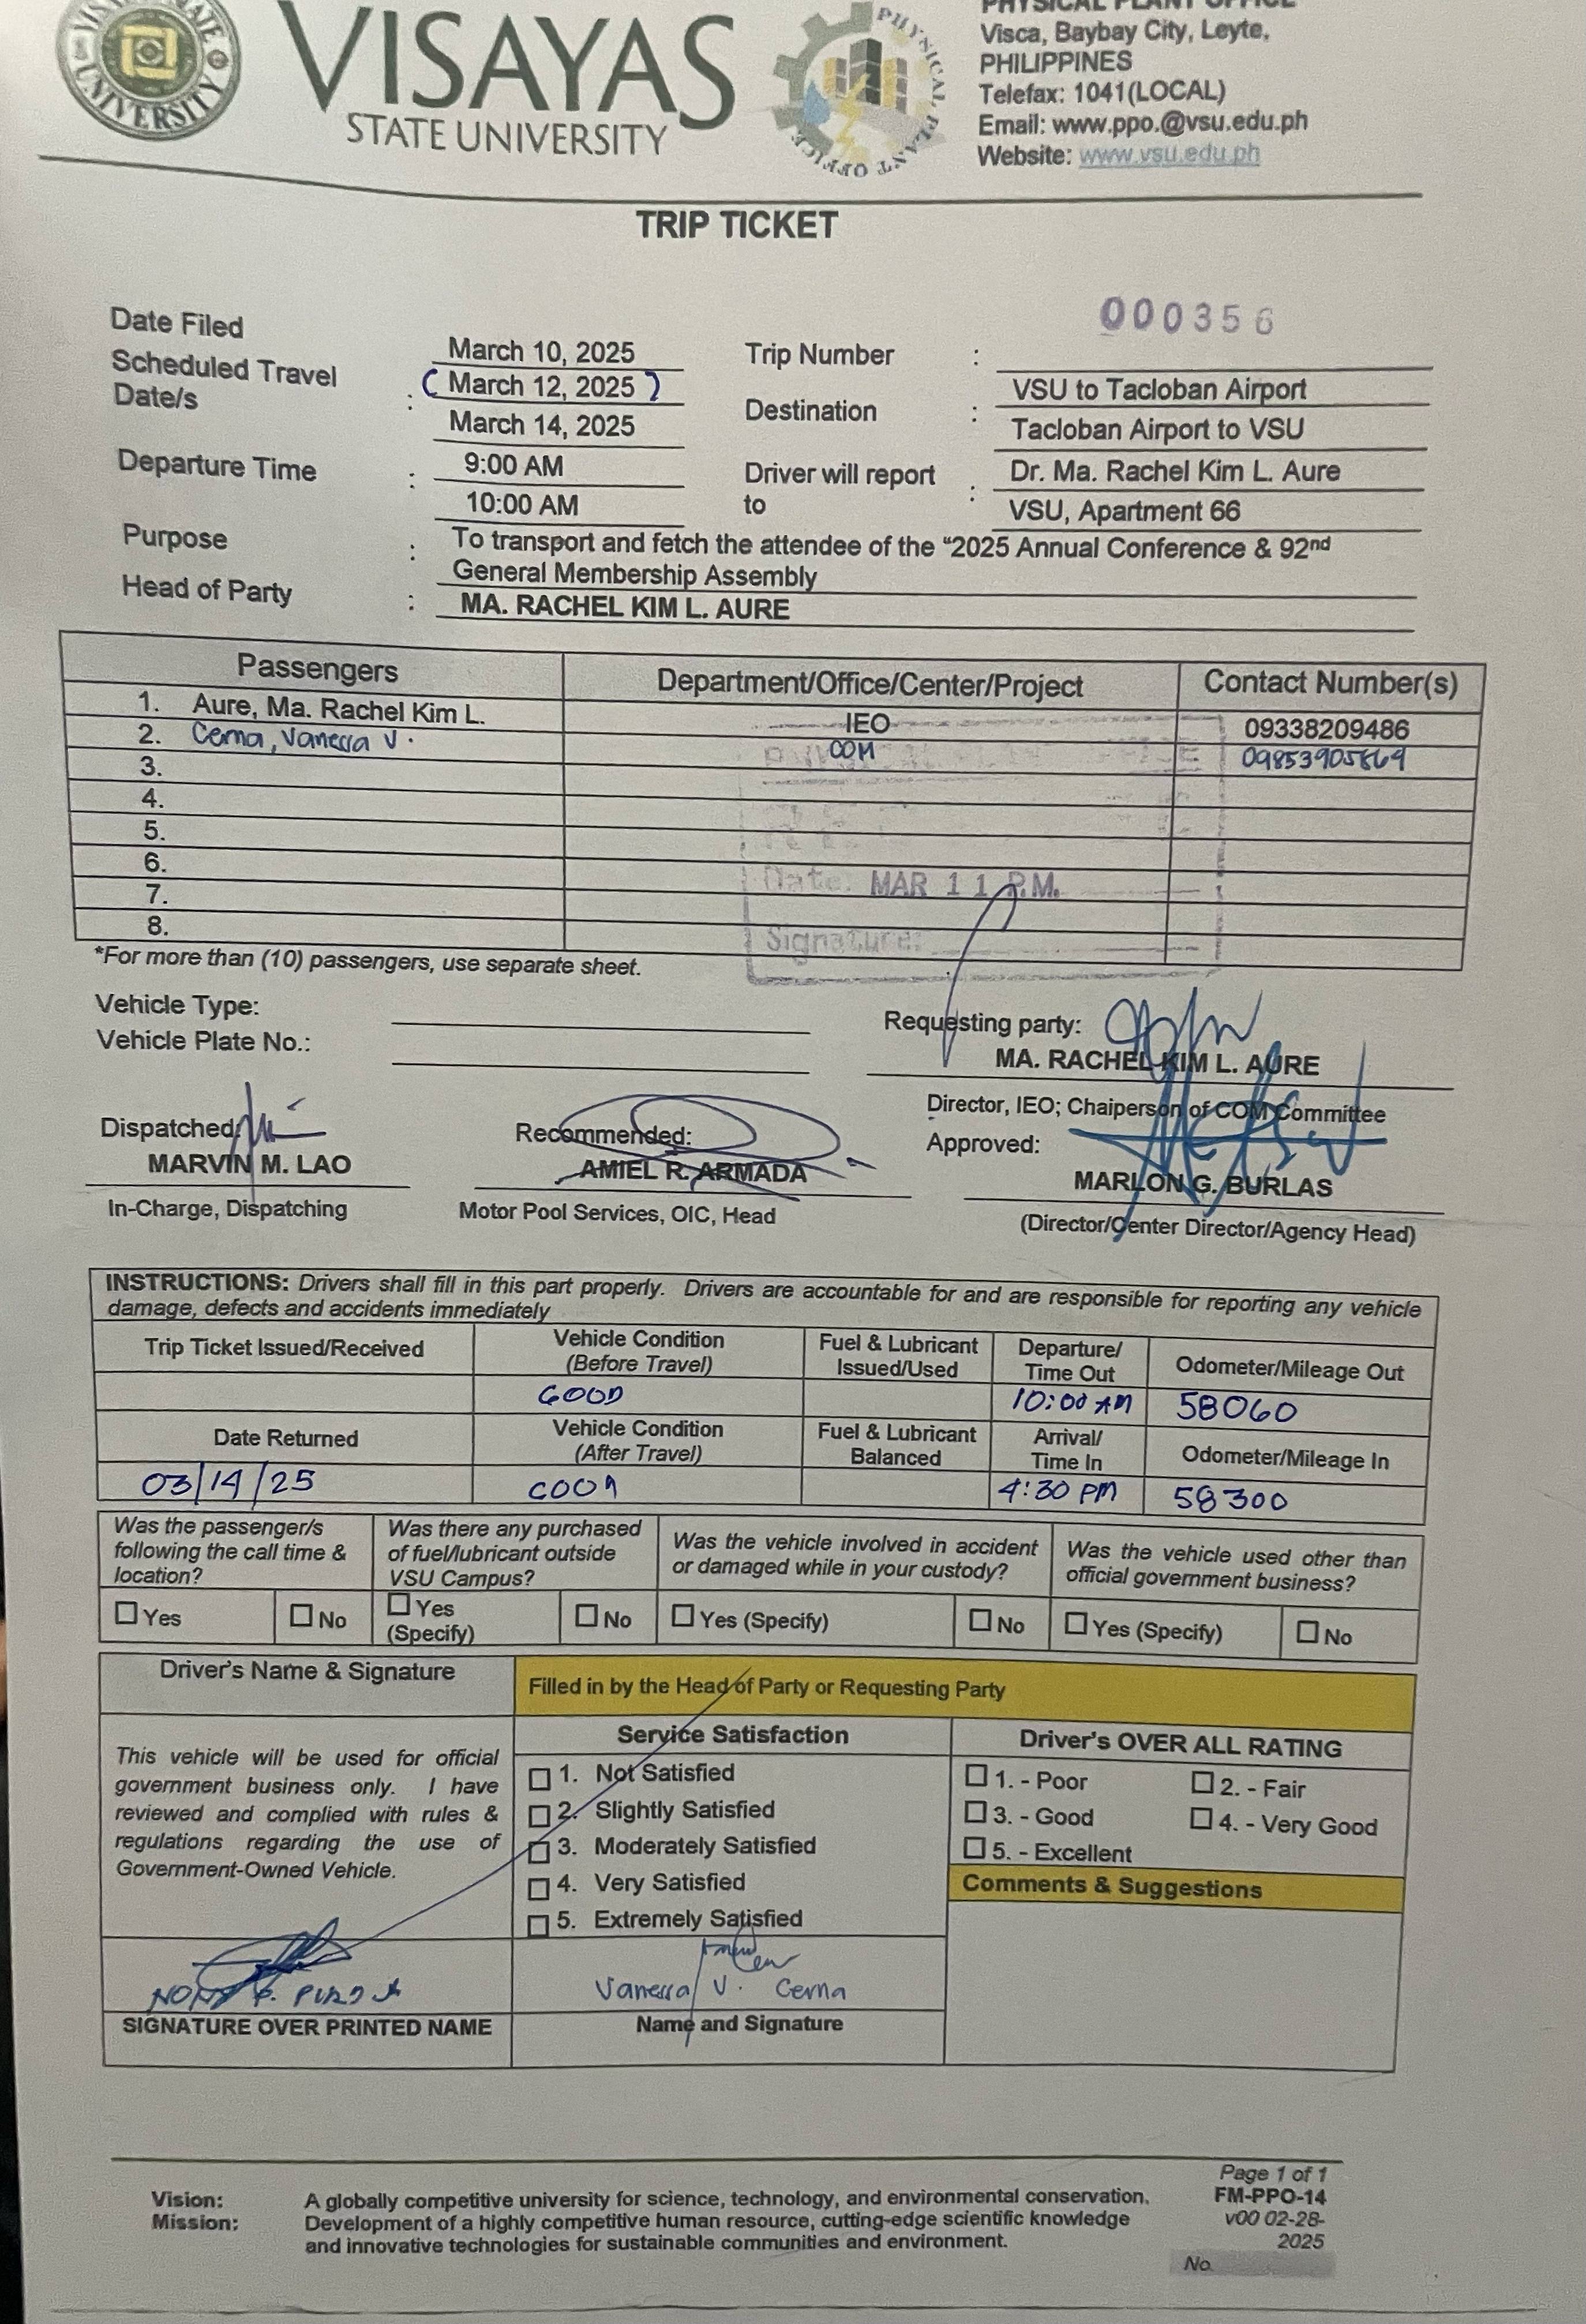 VISAYAS
STATE UNIVERSITY
VISAYAS STATE UNIVERSITY
PHYSICAL PLANT OFFICE
PHYSICAL PLANT OFFICE
Visca, Baybay City, Leyte,
PHILIPPINES
Telefax: 1041(LOCAL)
Email: www.ppo.@vsu.edu.ph
Website: www.vsu.edu.ph
TRIP TICKET
000356
Date Filed March 10, 2025 Trip Number :
Scheduled Travel Date/s : ( March 12, 2025 ) Destination : VSU to Tacloban Airport
March 14, 2025 Tacloban Airport to VSU
Departure Time : 9:00 AM Driver will report to : Dr. Ma. Rachel Kim L. Aure
10:00 AM VSU, Apartment 66
Purpose : To transport and fetch the attendee of the “2025 Annual Conference & 92nd
General Membership Assembly
Head of Party : MA. RACHEL KIM L. AURE
Passengers Department/Office/Center/Project Contact Number(s)
1. Aure, Ma. Rachel Kim L. IEO 09338209486
2. Cerna, Vanessa V. COM 09853905869
3.
4.
5.
6.
7.
8.
Date: MAR 11 P.M.
Signature:
*For more than (10) passengers, use separate sheet.
Vehicle Type:
Vehicle Plate No.:
Requesting party:
MA. RACHEL KIM L. AURE
Director, IEO; Chaiperson of COM Committee
Dispatched: Recommended: Approved:
MARVIN M. LAO AMIEL R. ARMADA MARLON G. BURLAS
In-Charge, Dispatching Motor Pool Services, OIC, Head (Director/Center Director/Agency Head)
INSTRUCTIONS: Drivers shall fill in this part properly. Drivers are accountable for and are responsible for reporting any vehicle
damage, defects and accidents immediately
Trip Ticket Issued/Received Vehicle Condition (Before Travel) Fuel & Lubricant Issued/Used Departure/ Time Out Odometer/Mileage Out
GOOD 10:00 AM 58060
Date Returned Vehicle Condition (After Travel) Fuel & Lubricant Balanced Arrival/ Time In Odometer/Mileage In
03/14/25 GOOD 4:30 PM 58300
Was the passenger/s following the call time & location?
Was there any purchased of fuel/lubricant outside VSU Campus?
Was the vehicle involved in accident or damaged while in your custody?
Was the vehicle used other than official government business?
☐ Yes ☐ No ☐ Yes (Specify) ☐ No ☐ Yes (Specify) ☐ No ☐ Yes (Specify) ☐ No
Driver's Name & Signature Filled in by the Head of Party or Requesting Party
This vehicle will be used for official
government business only. I have
reviewed and complied with rules &
regulations regarding the use of
Government-Owned Vehicle.
Service Satisfaction
☐ 1. Not Satisfied
☐ 2. Slightly Satisfied
☐ 3. Moderately Satisfied
☐ 4. Very Satisfied
☐ 5. Extremely Satisfied
Driver's OVER ALL RATING
☐ 1. - Poor ☐ 2. - Fair
☐ 3. - Good ☐ 4. - Very Good
☐ 5. - Excellent
Comments & Suggestions
Vanessa V. Cerna
SIGNATURE OVER PRINTED NAME Name and Signature
Page 1 of 1
FM-PPO-14
v00 02-28-
2025
No.
Vision: A globally competitive university for science, technology, and environmental conservation.
Mission: Development of a highly competitive human resource, cutting-edge scientific knowledge
and innovative technologies for sustainable communities and environment.